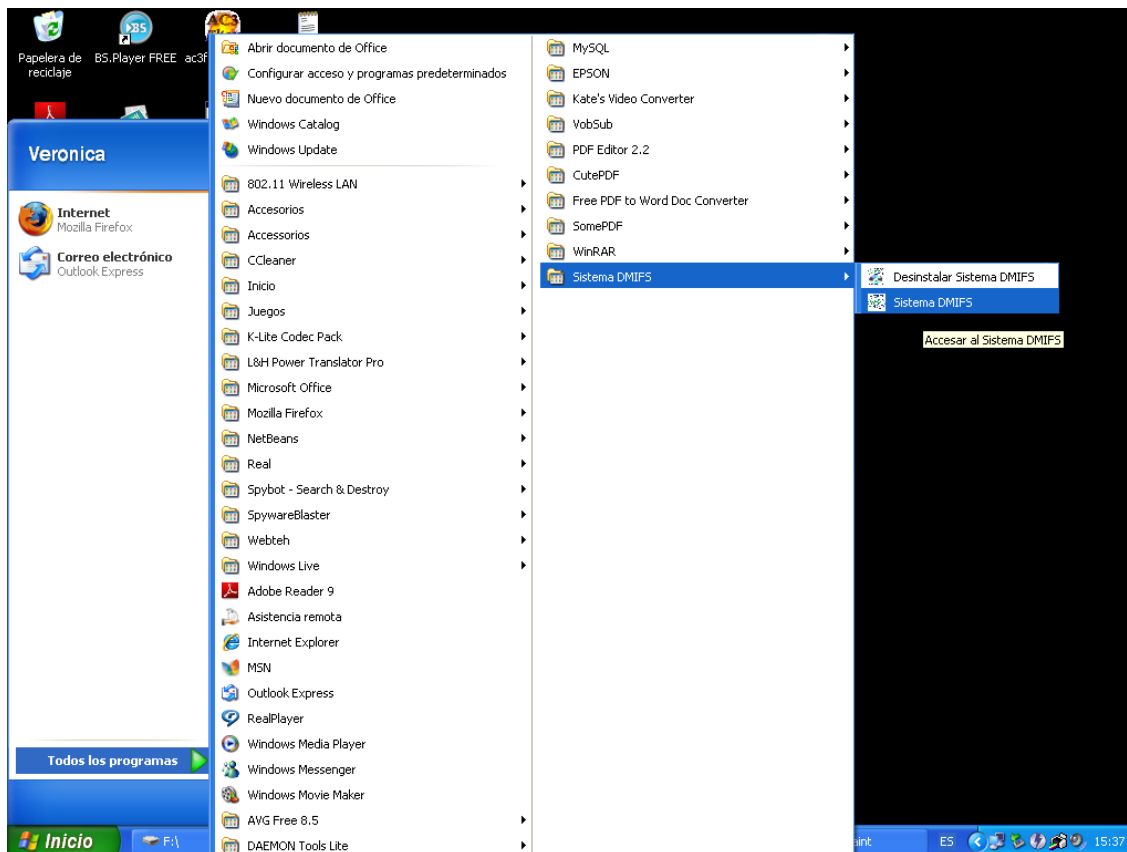 Papelera de
reciclaje
BS.Player FREE
Veronica
Internet
Mozilla Firefox
Correo electrónico
Outlook Express
Todos los programas
Abrir documento de Office
Configurar acceso y programas predeterminados
Nuevo documento de Office
Windows Catalog
Windows Update
802.11 Wireless LAN
Accesorios
Accessorios
CCleaner
Inicio
Juegos
K-Lite Codec Pack
L&H Power Translator Pro
Microsoft Office
Mozilla Firefox
NetBeans
Real
Spybot - Search & Destroy
SpywareBlaster
Webteh
Windows Live
Adobe Reader 9
Asistencia remota
Internet Explorer
MSN
Outlook Express
RealPlayer
Windows Media Player
Windows Messenger
Windows Movie Maker
AVG Free 8.5
DAEMON Tools Lite
MySQL
EPSON
Kate's Video Converter
VobSub
PDF Editor 2.2
CutePDF
Free PDF to Word Doc Converter
SomePDF
WinRAR
Sistema DMIFS
Desinstalar Sistema DMIFS
Sistema DMIFS
Accesar al Sistema DMIFS
Inicio
F:\
ES
15:37